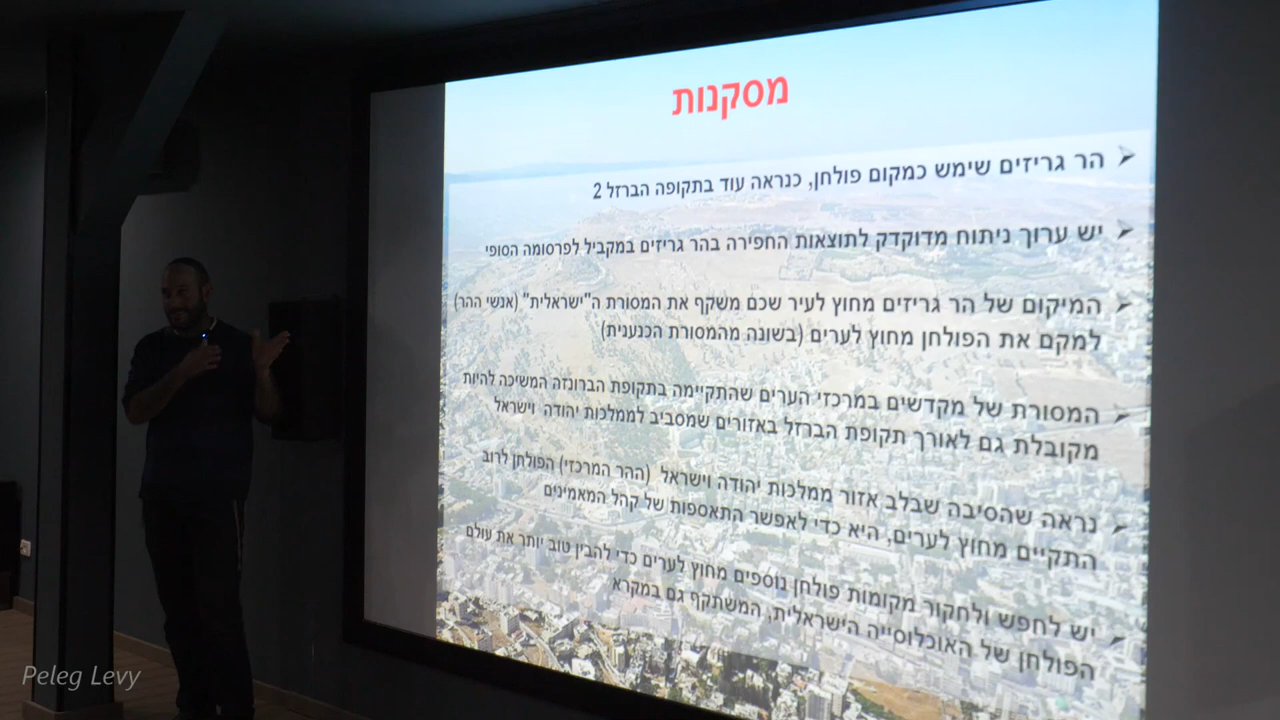 מסקנות
הר גריזים שימש כמקום פולחן, כנראה עוד בתקופה הברזל 2
יש ערוך ניתוח מדוקדק לתוצאות החפירה בהר גריזים במקביל לפרסומה הסופי
המיקום של הר גריזים מחוץ לעיר שכם משקף את המסורת ה"ישראלית" (אנשי ההר)
למקם את הפולחן מחוץ לערים (בשונה מהמסורת הכנענית)
המסורת של מקדשים במרכזי הערים שהתקיימה בתקופת הברונזה המשיכה להיות
מקובלת גם לאורך תקופת הברזל באזורים שמסביב לממלכות יהודה וישראל
נראה שהסיבה שבלב אזור ממלכות יהודה וישראל (ההר המרכזי) הפולחן לרוב
התקיים מחוץ לערים, היא כדי לאפשר התאספות של קהל המאמינים
יש לחפש ולחקור מקומות פולחן נוספים מחוץ לערים כדי להבין טוב יותר את עולם
הפולחן של האוכלוסייה הישראלית, המשתקף גם במקרא
Peleg Levy